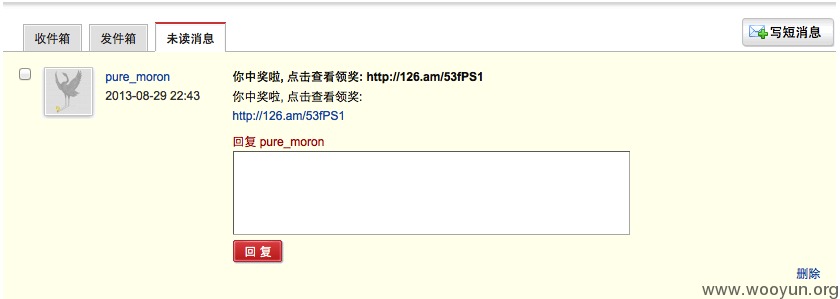 收件箱
发件箱
未读消息
写短消息
pure_moron
2013-08-29 22:43
你中奖啦, 点击查看领奖: http://126.am/53fPS1
你中奖啦, 点击查看领奖:
http://126.am/53fPS1
回复 pure_moron
回 复
删除
www.wooyun.org